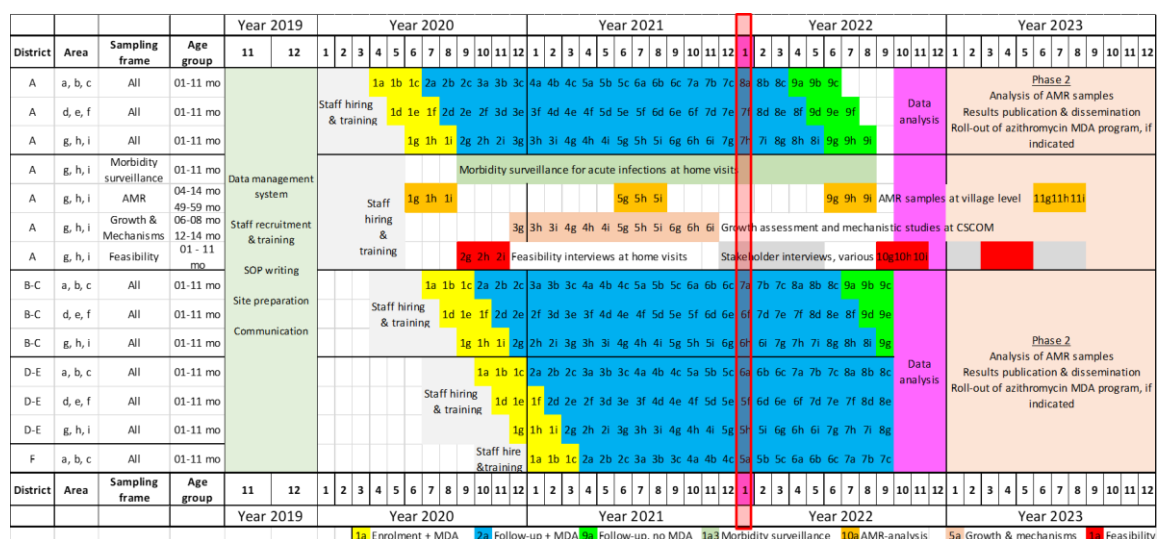 Year 2019 Year 2020 Year 2021 Year 2022 Year 2023
District Area Sampling frame Age group 11 12 1 2 3 4 5 6 7 8 9 10 11 12 1 2 3 4 5 6 7 8 9 10 11 12 1 2 3 4 5 6 7 8 9 10 11 12 1 2 3 4 5 6 7 8 9 10 11 12
A a, b, c All 01-11 mo 1a 1b 1c 2a 2b 2c 3a 3b 3c 4a 4b 4c 5a 5b 5c 6a 6b 6c 7a 7b 7c 8a 8b 8c 9a 9b 9c
A d, e, f All 01-11 mo 1d 1e 1f 2d 2e 2f 3d 3e 3f 4d 4e 4f 5d 5e 5f 6d 6e 6f 7d 7e 7f 8d 8e 8f 9d 9e 9f
A g, h, i All 01-11 mo 1g 1h 1i 2g 2h 2i 3g 3h 3i 4g 4h 4i 5g 5h 5i 6g 6h 6i 7g 7h 7i 8g 8h 8i 9g 9h 9i
Staff hiring
& training
Data
analysis
Phase 2
Analysis of AMR samples
Results publication & dissemination
Roll-out of azithromycin MDA program, if
indicated
A g, h, i Morbidity surveillance 01-11 mo Morbidity surveillance for acute infections at home visits
A g, h, i AMR 04-14 mo 49-59 mo 1g 1h 1i 5g 5h 5i 9g 9h 9i AMR samples at village level 11g 11h 11i
A g, h, i Growth & Mechanisms 06-08 mo 12-14 mo 3g 3h 3i 4g 4h 4i 5g 5h 5i 6g 6h 6i Growth assessment and mechanistic studies at CSCOM
A g, h, i Feasibility 01 - 11 mo 2g 2h 2i Feasibility interviews at home visits Stakeholder interviews, various 10g 10h 10i
Staff
hiring
&
training
Data management
system
Staff recruitment
& training
SOP writing
Site preparation
Communication
B-C a, b, c All 01-11 mo 1a 1b 1c 2a 2b 2c 3a 3b 3c 4a 4b 4c 5a 5b 5c 6a 6b 6c 7a 7b 7c 8a 8b 8c 9a 9b 9c
B-C d, e, f All 01-11 mo 1d 1e 1f 2d 2e 2f 3d 3e 3f 4d 4e 4f 5d 5e 5f 6d 6e 6f 7d 7e 7f 8d 8e 8f 9d 9e
B-C g, h, i All 01-11 mo 1g 1h 1i 2g 2h 2i 3g 3h 3i 4g 4h 4i 5g 5h 5i 6g 6h 6i 7g 7h 7i 8g 8h 8i 9g
Staff hiring
& training
D-E a, b, c All 01-11 mo 1a 1b 1c 2a 2b 2c 3a 3b 3c 4a 4b 4c 5a 5b 5c 6a 6b 6c 7a 7b 7c 8a 8b 8c
D-E d, e, f All 01-11 mo 1d 1e 1f 2d 2e 2f 3d 3e 3f 4d 4e 4f 5d 5e 5f 6d 6e 6f 7d 7e 7f 8d 8e
D-E g, h, i All 01-11 mo 1g 1h 1i 2g 2h 2i 3g 3h 3i 4g 4h 4i 5g 5h 5i 6g 6h 6i 7g 7h 7i 8g
Staff hiring
& training
F a, b, c All 01-11 mo Staff hire &training 1a 1b 1c 2a 2b 2c 3a 3b 3c 4a 4b 4c 5a 5b 5c 6a 6b 6c 7a 7b 7c
Data
analysis
Phase 2
Analysis of AMR samples
Results publication & dissemination
Roll-out of azithromycin MDA program, if
indicated
District Area Sampling frame Age group 11 12 1 2 3 4 5 6 7 8 9 10 11 12 1 2 3 4 5 6 7 8 9 10 11 12 1 2 3 4 5 6 7 8 9 10 11 12 1 2 3 4 5 6 7 8 9 10 11 12
Year 2019 Year 2020 Year 2021 Year 2022 Year 2023
1a Enrolment + MDA 2a Follow-up + MDA 9a Follow-up, no MDA 1a3 Morbidity surveillance 10a AMR-analysis 5a Growth & mechanisms 1a Feasibility